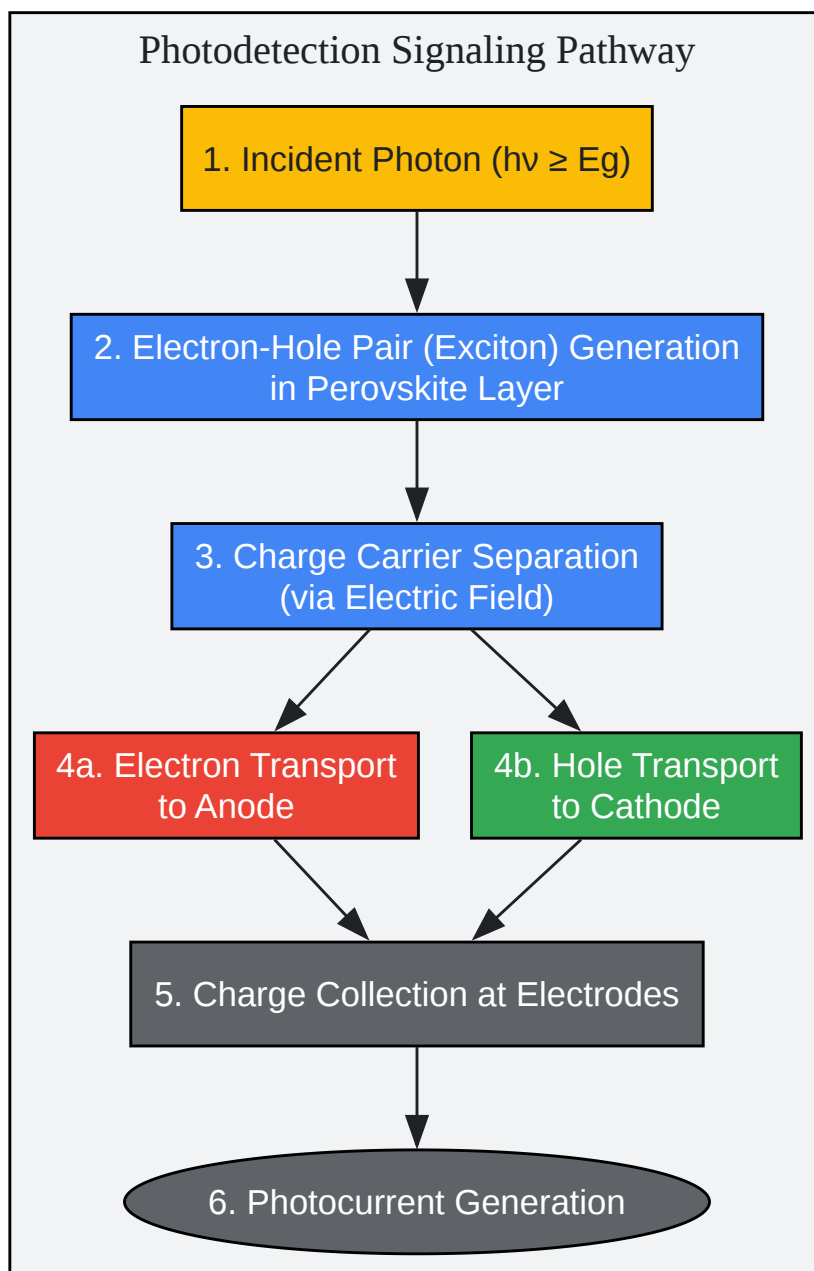 Photodetection Signaling Pathway
1. Incident Photon (hν ≥ Eg)
2. Electron-Hole Pair (Exciton) Generation
in Perovskite Layer
3. Charge Carrier Separation
(via Electric Field)
4a. Electron Transport
to Anode
4b. Hole Transport
to Cathode
5. Charge Collection at Electrodes
6. Photocurrent Generation